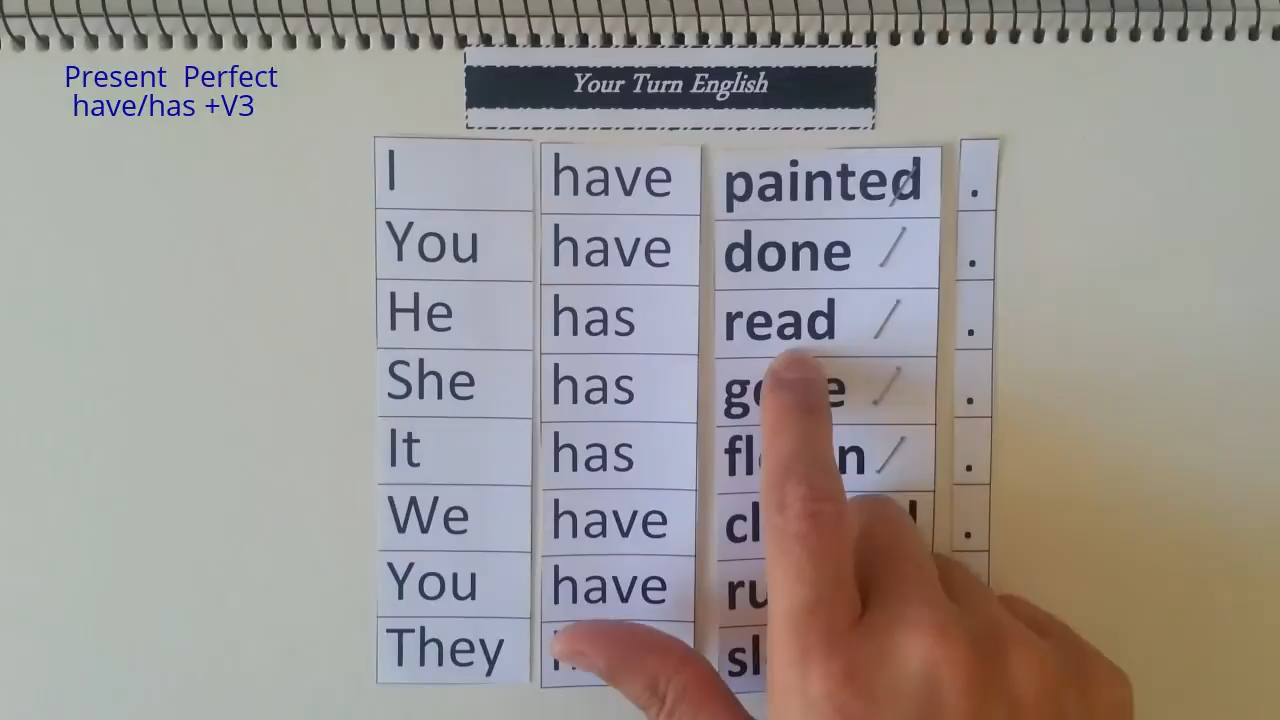 Present Perfect
have/has +V3
Your Turn English
I have painted .
You have done / .
He has read / .
She has / .
It has / .
We have .
You have
They